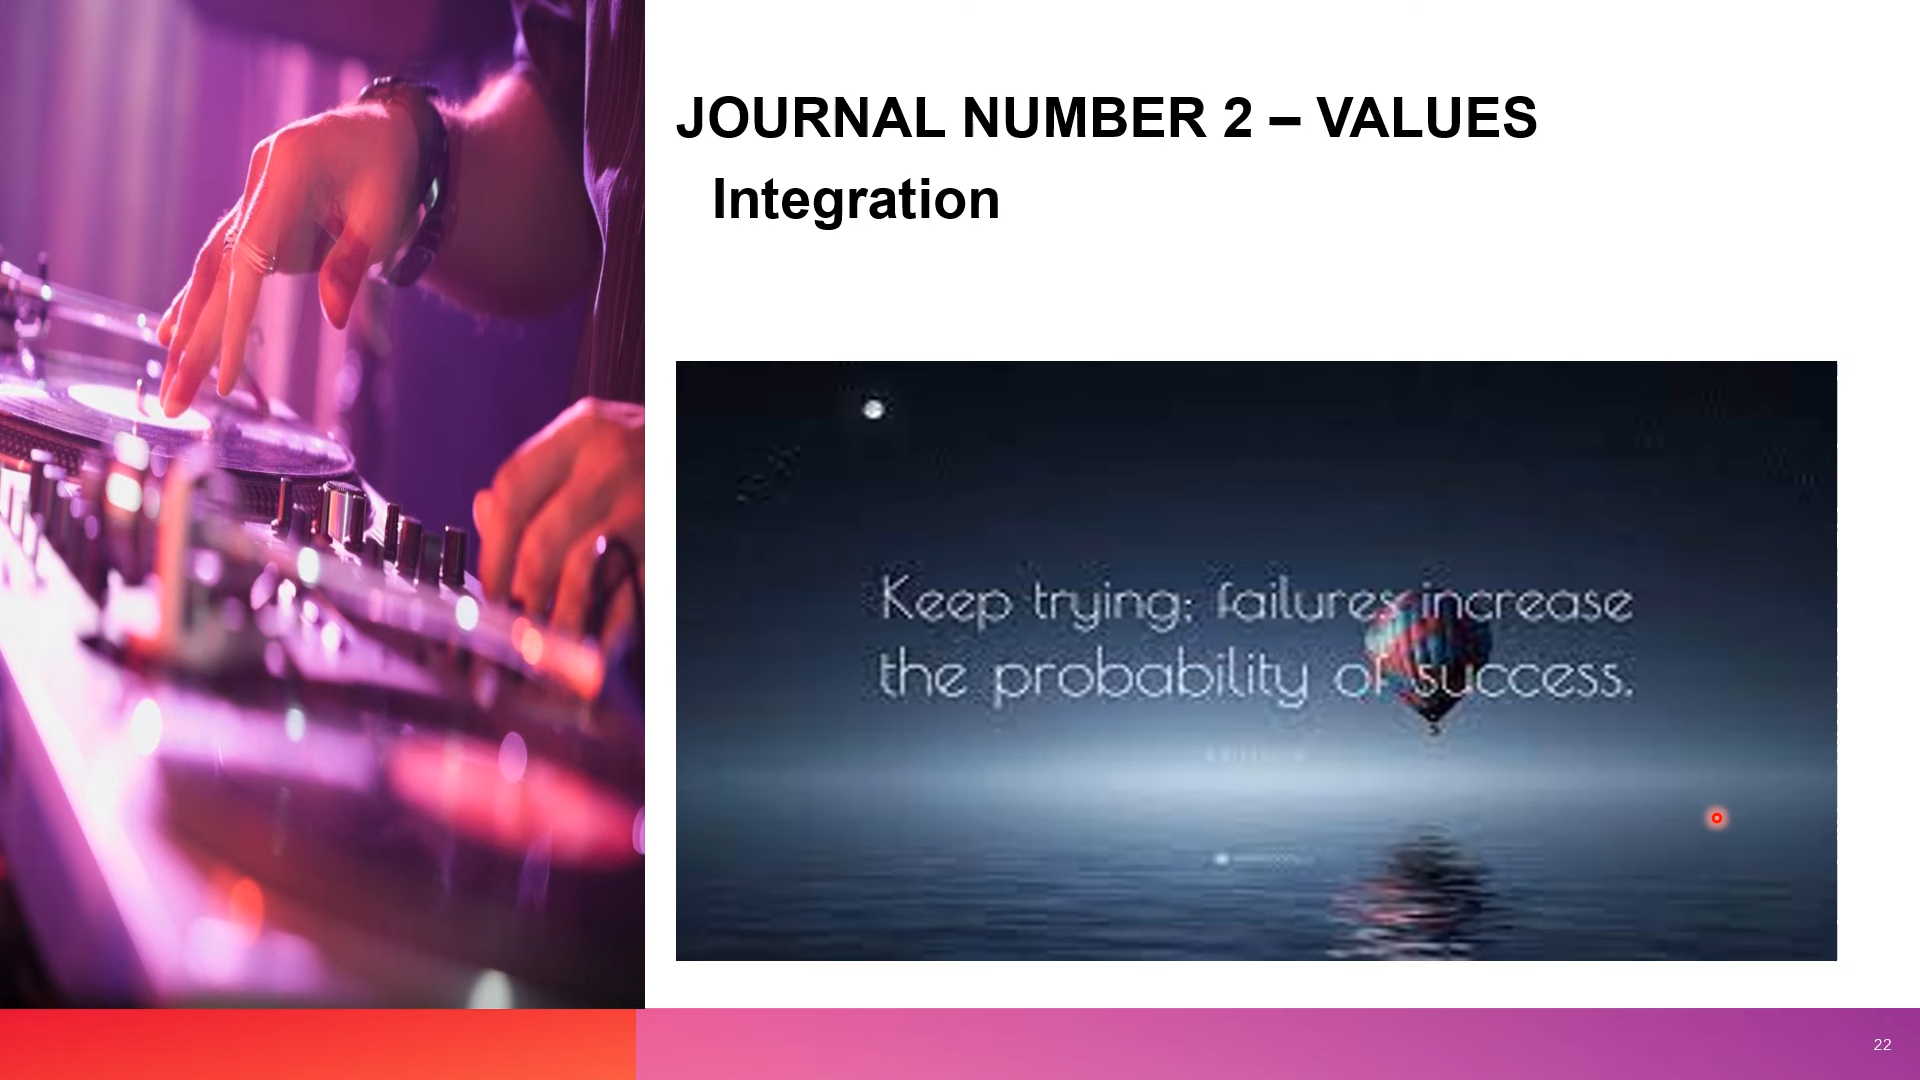 JOURNAL NUMBER 2 – VALUES
Integration
Keep trying; failures increase
the probability of success.
22